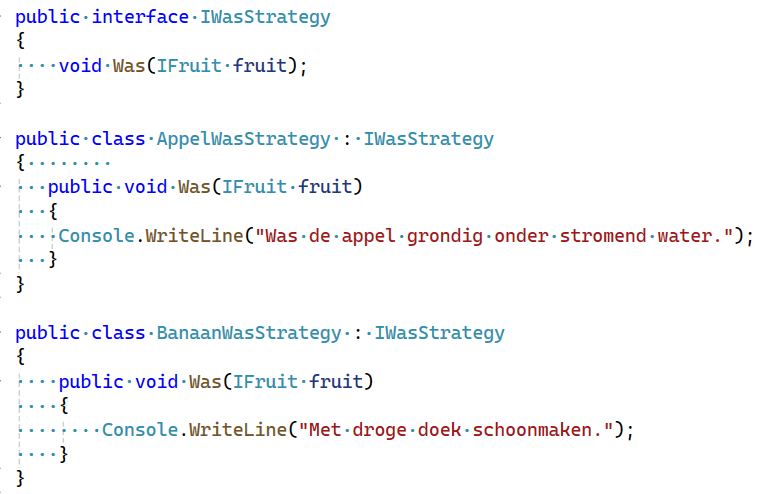 public interface IWasStrategy
{
    void Was(IFruit fruit);
}

public class AppelWasStrategy : IWasStrategy
{
   public void Was(IFruit fruit)
   {
    Console.WriteLine("Was de appel grondig onder stromend water.");
   }
}

public class BanaanWasStrategy : IWasStrategy
{
    public void Was(IFruit fruit)
    {
        Console.WriteLine("Met droge doek schoonmaken.");
    }
}